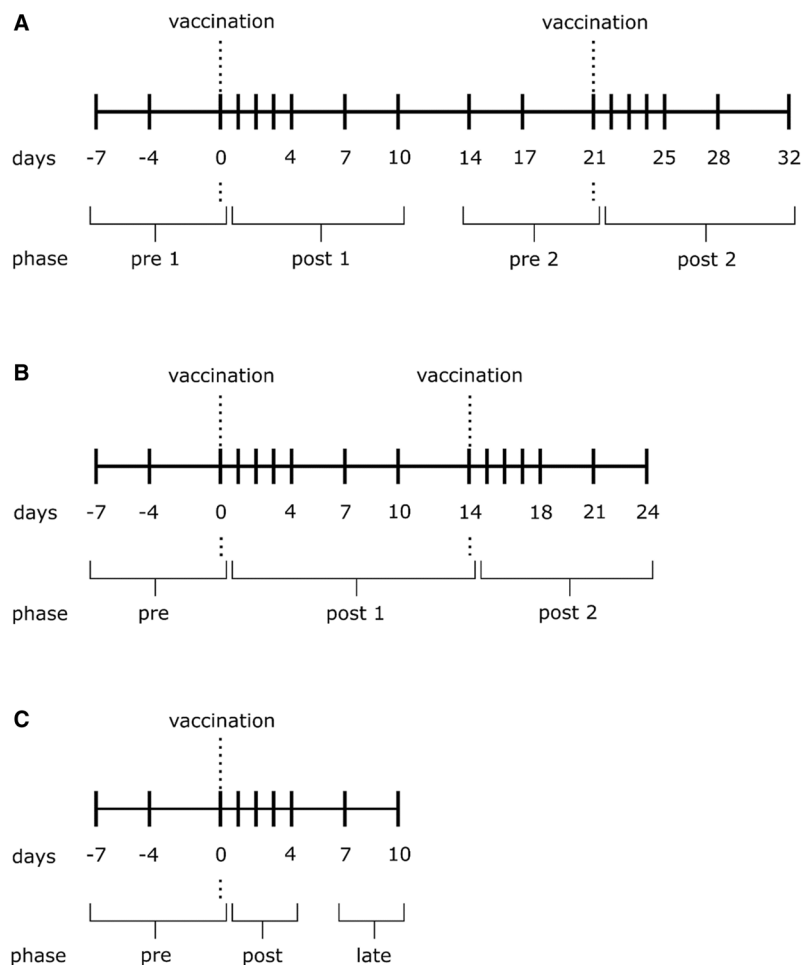 A
vaccination vaccination
days -7 -4 0 4 7 10 14 17 21 25 28 32
phase pre 1 post 1 pre 2 post 2
B
vaccination vaccination
days -7 -4 0 4 7 10 14 18 21 24
phase pre post 1 post 2
C
vaccination
days -7 -4 0 4 7 10
phase pre post late